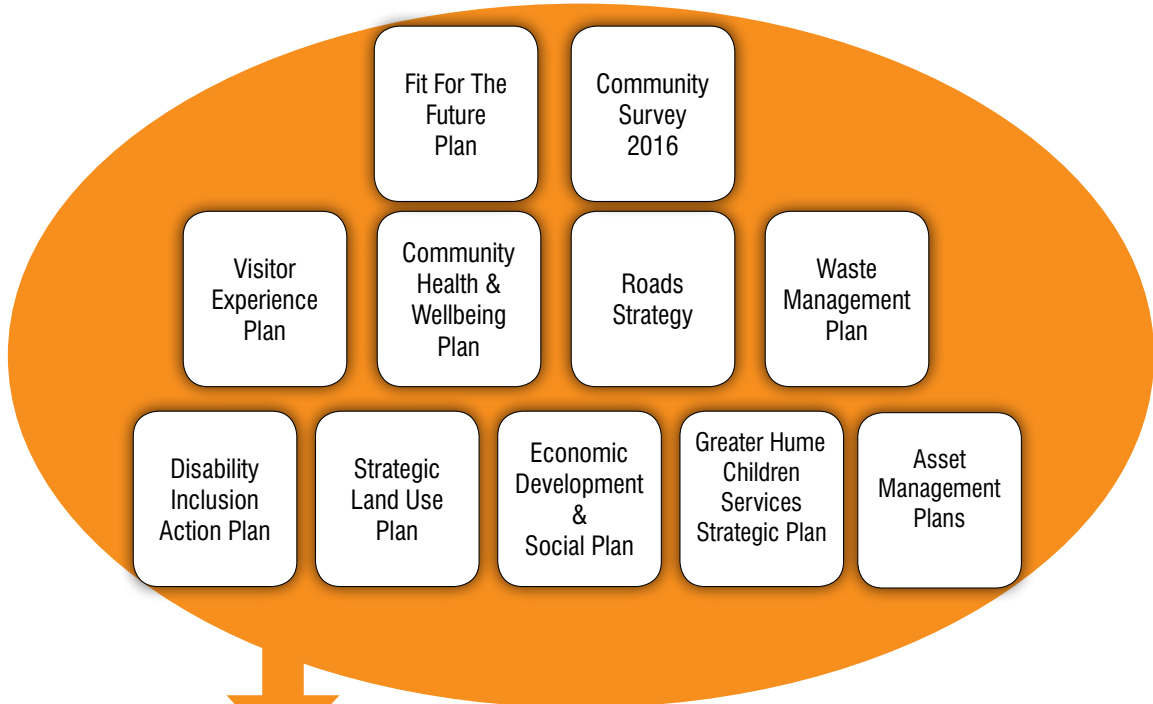 Fit For The
Future
Plan
Community
Survey
2016
Visitor
Experience
Plan
Community
Health &
Wellbeing
Plan
Roads
Strategy
Waste
Management
Plan
Disability
Inclusion
Action Plan
Strategic
Land Use
Plan
Economic
Development
&
Social Plan
Greater Hume
Children
Services
Strategic Plan
Asset
Management
Plans